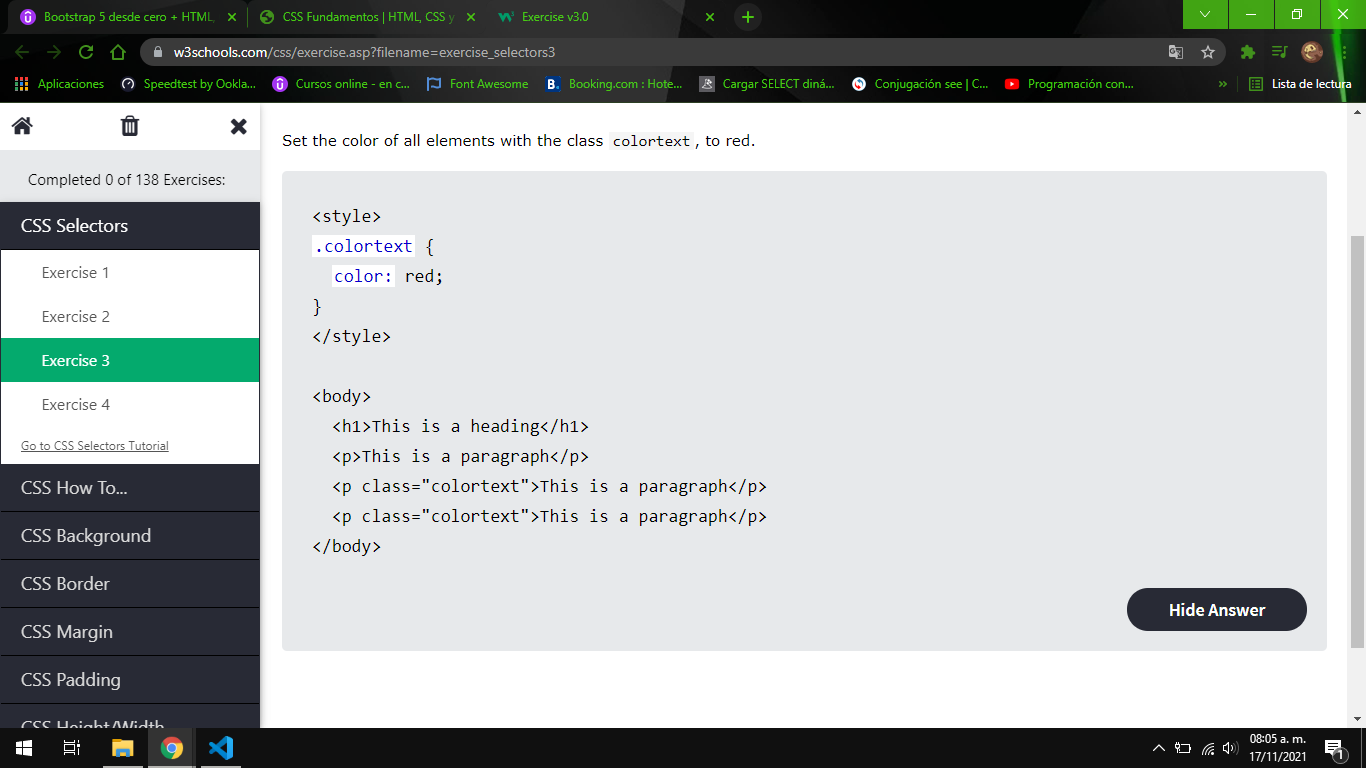 Bootstrap 5 desde cero + HTML,
CSS Fundamentos | HTML, CSS y
Exercise v3.0
w3schools.com/css/exercise.asp?filename=exercise_selectors3
Aplicaciones
Speedtest by Ookla...
Cursos online - en c...
Font Awesome
B.
Booking.com : Hote...
Cargar SELECT diná...
Conjugación see | C...
Programación con...
»
Lista de lectura
Completed 0 of 138 Exercises:
CSS Selectors
Exercise 1
Exercise 2
Exercise 3
Exercise 4
Go to CSS Selectors Tutorial
CSS How To...
CSS Background
CSS Border
CSS Margin
CSS Padding
CSS Height/Width
Set the color of all elements with the class colortext, to red.
<style>
.colortext {
color: red;
}
</style>
<body>
<h1>This is a heading</h1>
<p>This is a paragraph</p>
<p class="colortext">This is a paragraph</p>
<p class="colortext">This is a paragraph</p>
</body>
Hide Answer
08:05 a. m.
17/11/2021
1